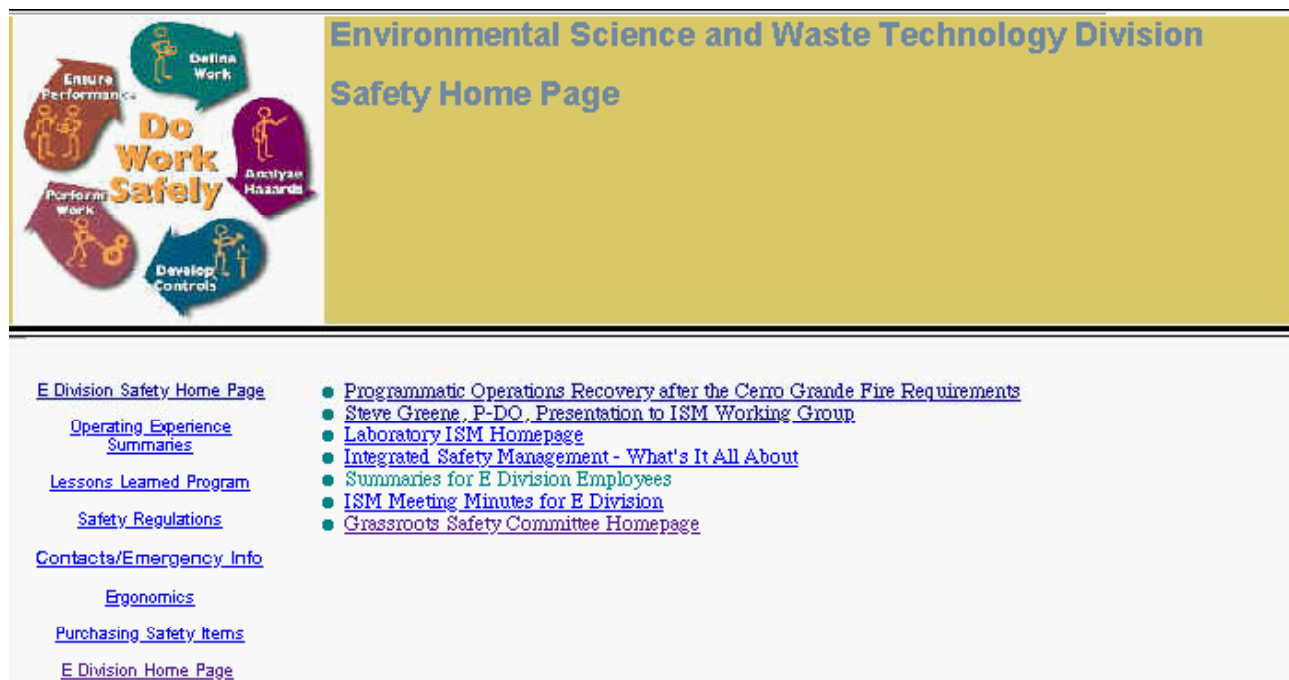 Environmental Science and Waste Technology Division
Safety Home Page
Define
Work
Ensure
Performance
Do
Work
Safely
Analyze
Hazards
Perform
Work
Develop
Controls
E Division Safety Home Page
Operating Experience
Summaries
Lessons Learned Program
Safety Regulations
Contacts/Emergency Info
Ergonomics
Purchasing Safety Items
E Division Home Page
Programmatic Operations Recovery after the Cerro Grande Fire Requirements
Steve Greene, P-DO, Presentation to ISM Working Group
Laboratory ISM Homepage
Integrated Safety Management - What's It All About
Summaries for E Division Employees
ISM Meeting Minutes for E Division
Grassroots Safety Committee Homepage